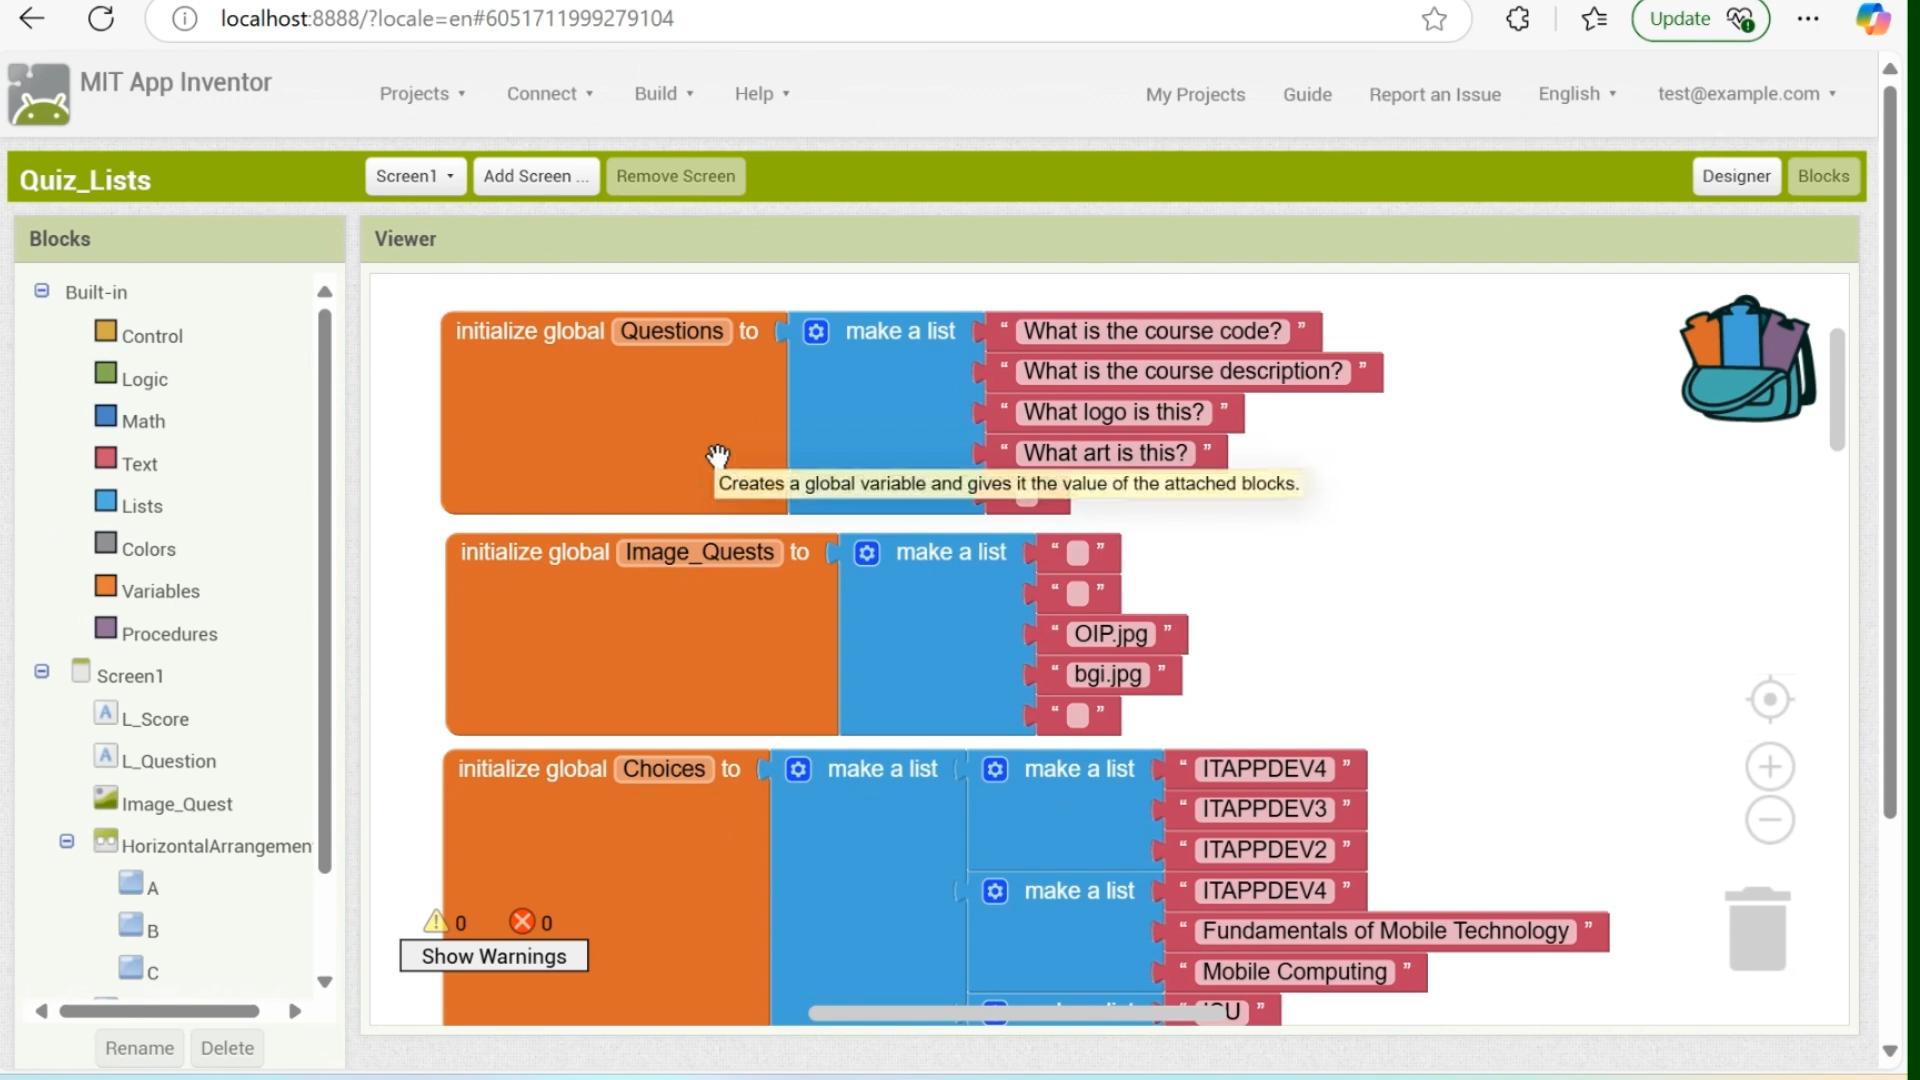 localhost:8888/?locale=en#6051711999279104
Update
MIT App Inventor
Projects
Connect
Build
Help
My Projects
Guide
Report an Issue
English
test@example.com
Quiz_Lists
Screen1
Add Screen ...
Remove Screen
Designer
Blocks
Blocks
Built-in
Control
Logic
Math
Text
Lists
Colors
Variables
Procedures
Screen1
L_Score
L_Question
Image_Quest
HorizontalArrangemen
A
B
C
Rename
Delete
Viewer
initialize global Questions to make a list “ What is the course code? ”
“ What is the course description? ”
“ What logo is this? ”
“ What art is this? ”
Creates a global variable and gives it the value of the attached blocks.
initialize global Image_Quests to make a list “ ”
“ ”
“ OIP.jpg ”
“ bgi.jpg ”
“ ”
initialize global Choices to make a list make a list “ ITAPPDEV4 ”
“ ITAPPDEV3 ”
“ ITAPPDEV2 ”
make a list “ ITAPPDEV4 ”
“ Fundamentals of Mobile Technology ”
“ Mobile Computing ”
0 0
Show Warnings